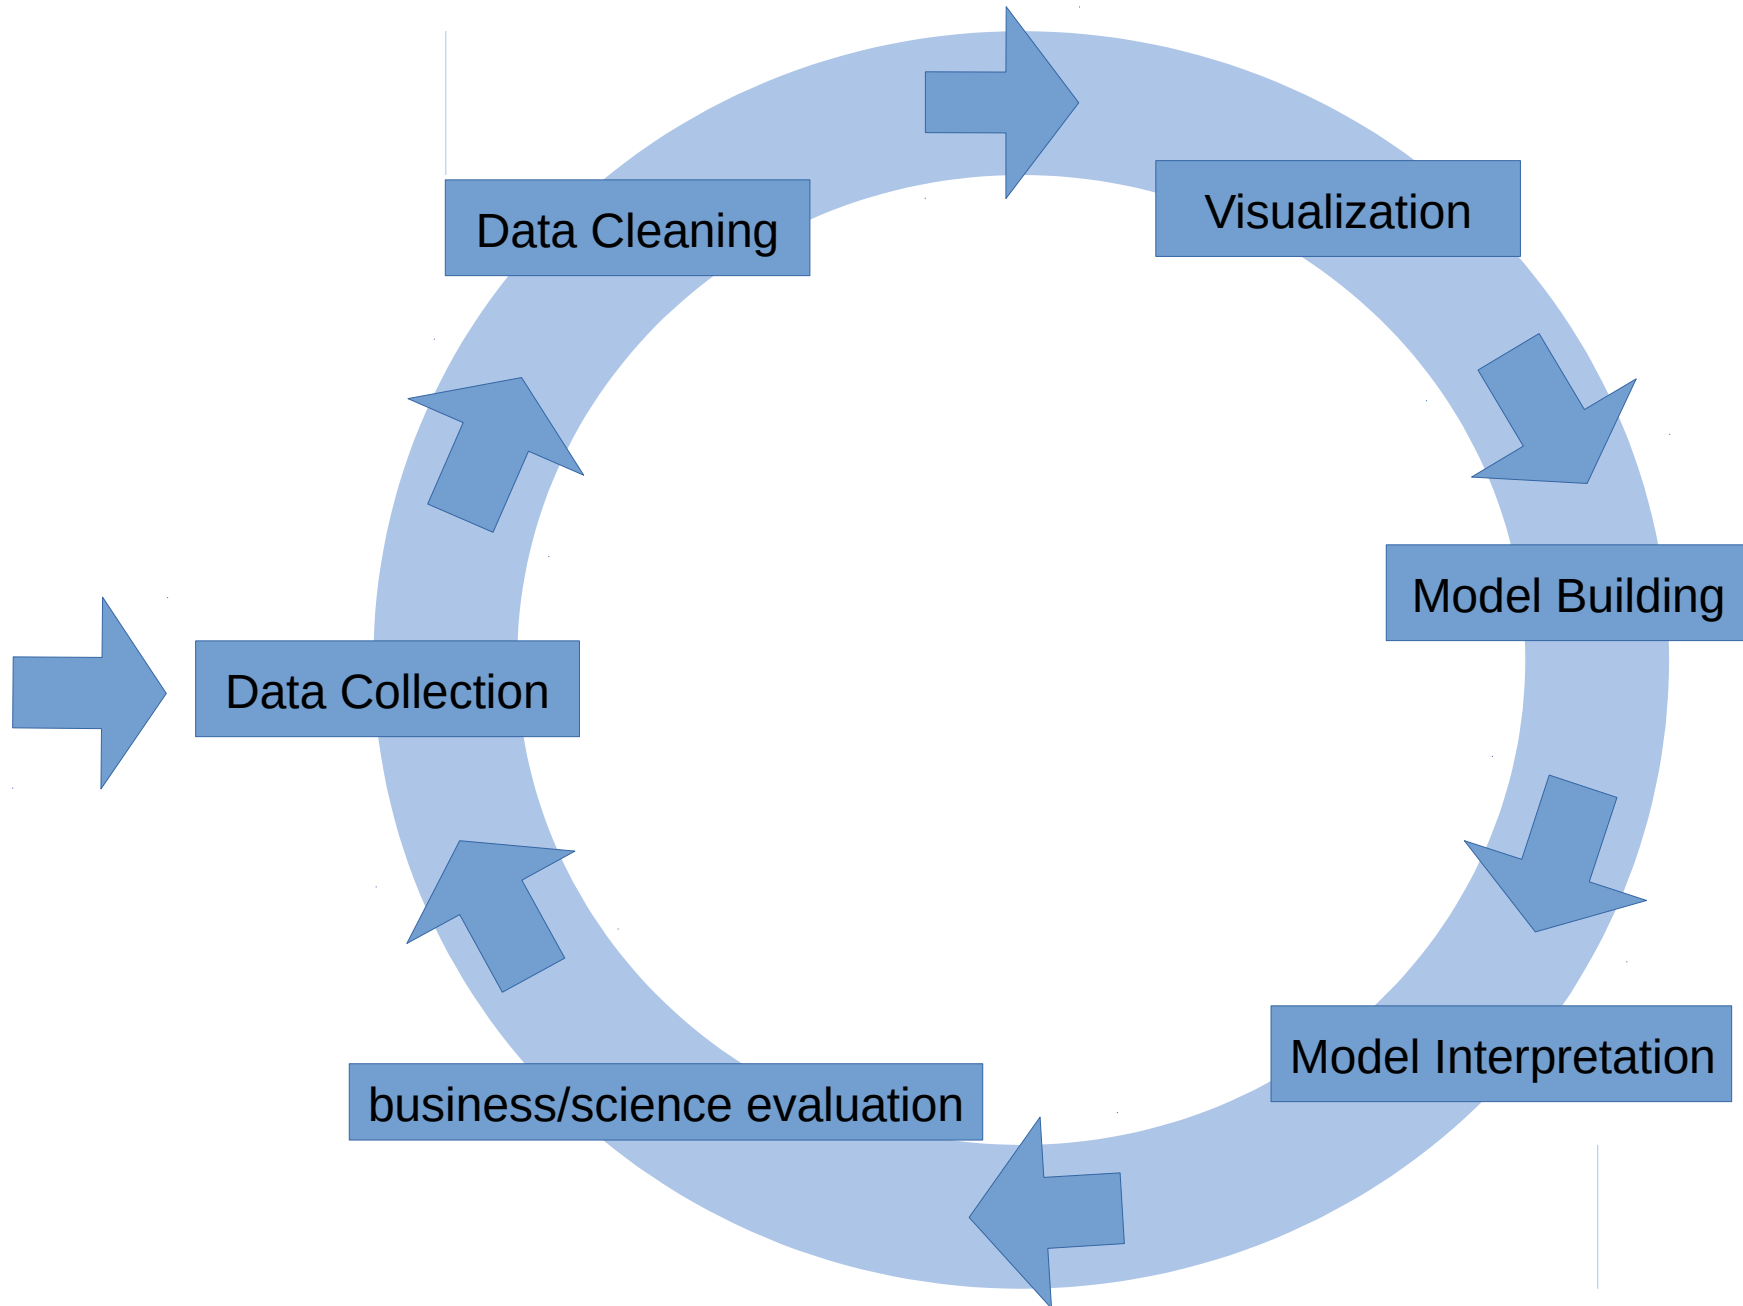 Data Cleaning
Visualization
Model Building
Data Collection
Model Interpretation
business/science evaluation